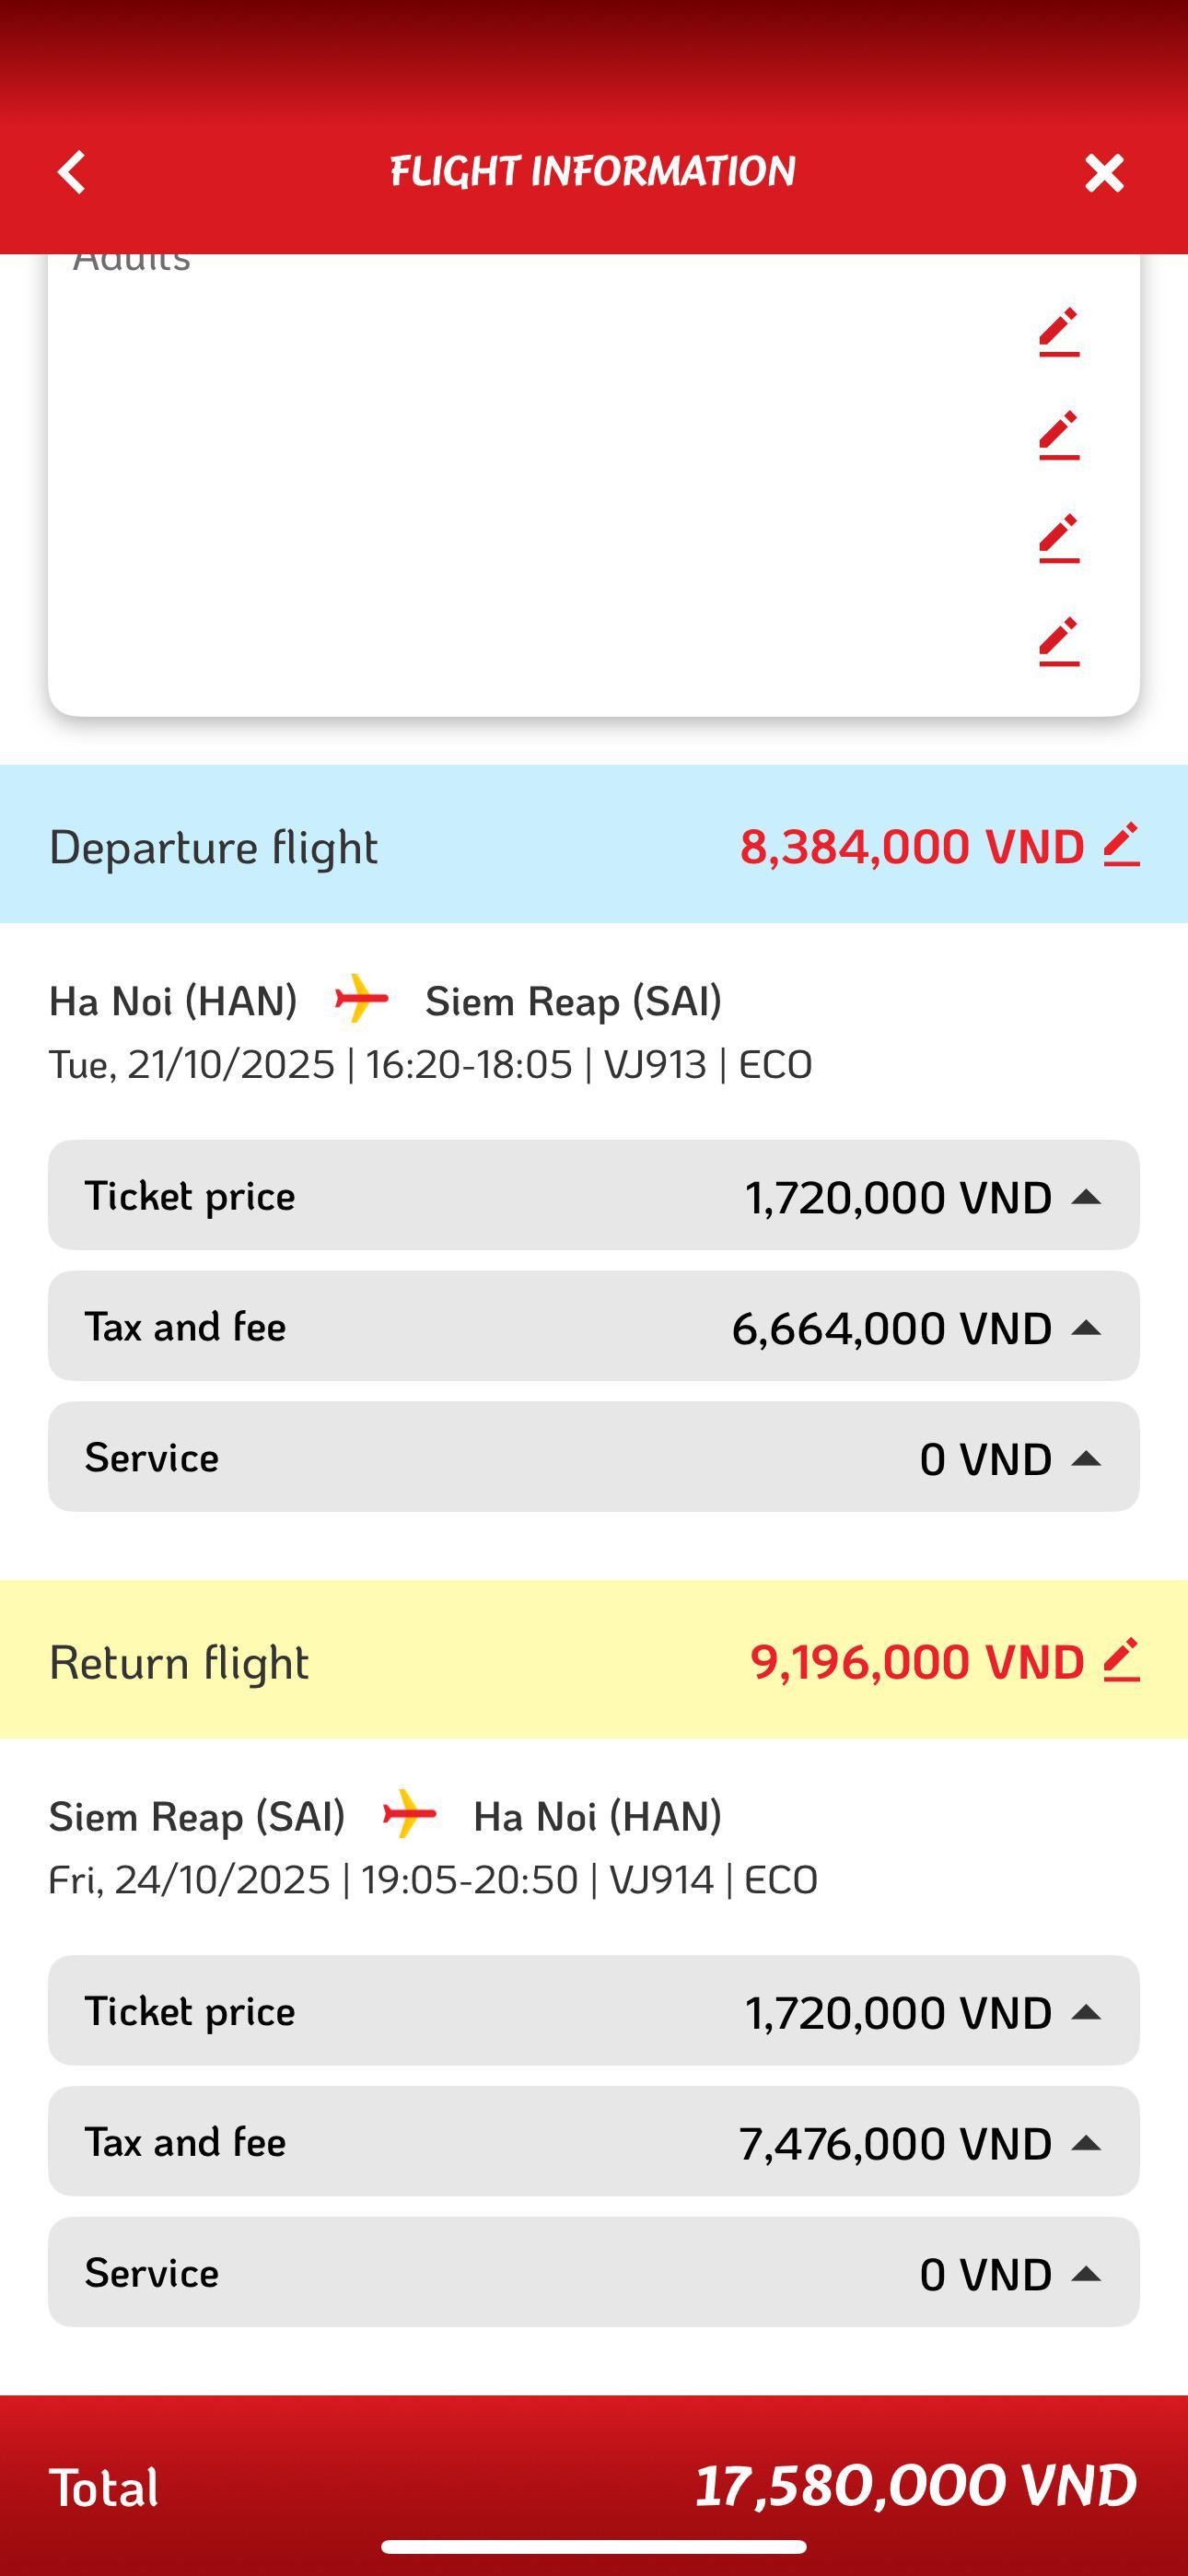 FLIGHT INFORMATION
Adults
Departure flight 8,384,000 VND
Ha Noi (HAN) Siem Reap (SAI)
Tue, 21/10/2025 | 16:20-18:05 | VJ913 | ECO
Ticket price 1,720,000 VND
Tax and fee 6,664,000 VND
Service 0 VND
Return flight 9,196,000 VND
Siem Reap (SAI) Ha Noi (HAN)
Fri, 24/10/2025 | 19:05-20:50 | VJ914 | ECO
Ticket price 1,720,000 VND
Tax and fee 7,476,000 VND
Service 0 VND
Total 17,580,000 VND